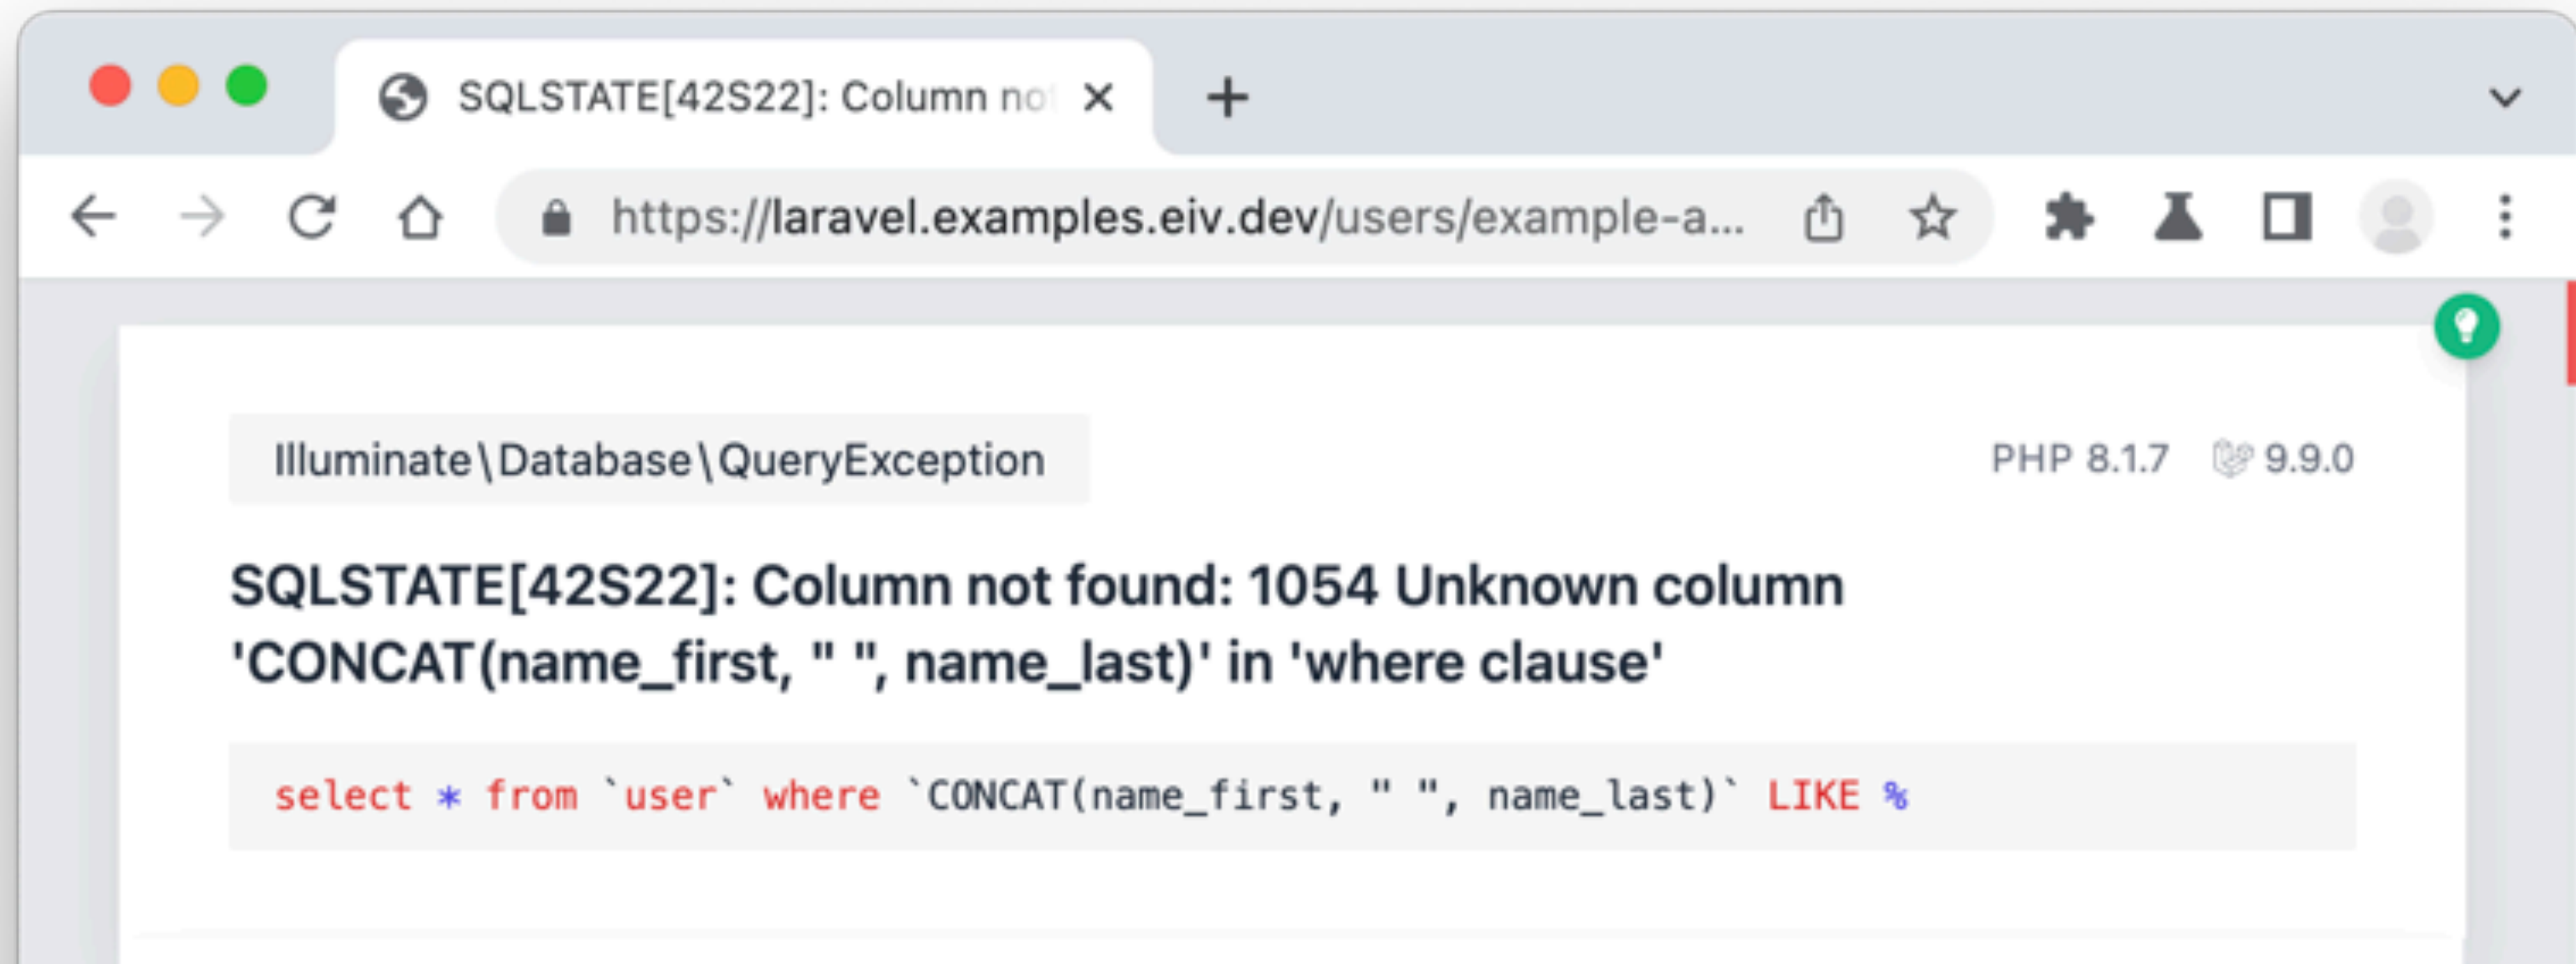 SQLSTATE[42S22]: Column not
https://laravel.examples.eiv.dev/users/example-a...
Illuminate\Database\QueryException
PHP 8.1.7 9.9.0
SQLSTATE[42S22]: Column not found: 1054 Unknown column
'CONCAT(name_first, " ", name_last)' in 'where clause'
select * from `user` where `CONCAT(name_first, " ", name_last)` LIKE %